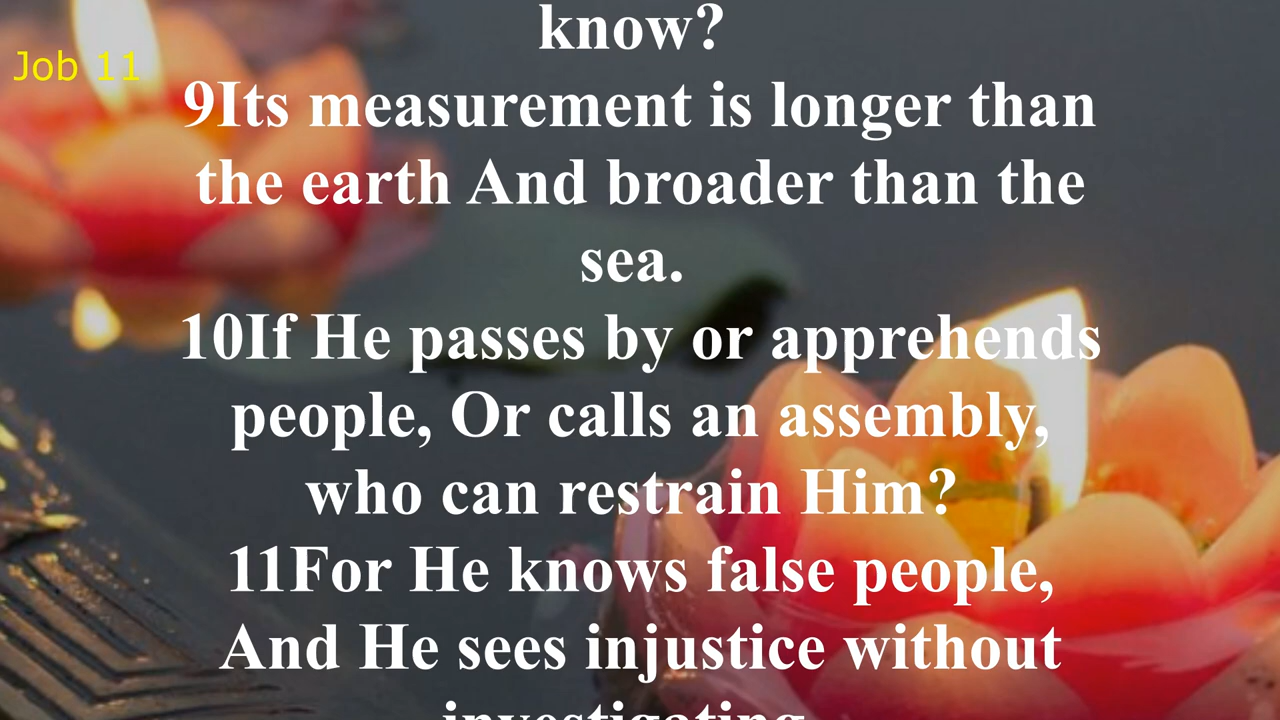 know?
Job 11
9Its measurement is longer than
the earth And broader than the
sea.
10If He passes by or apprehends
people, Or calls an assembly,
who can restrain Him?
11For He knows false people,
And He sees injustice without
investigating.